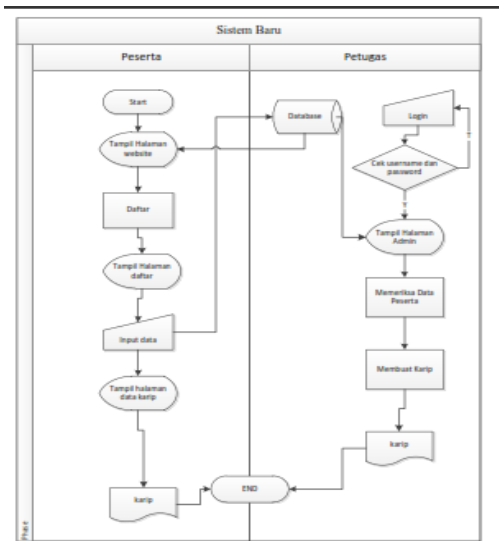 Sistem Baru
Peserta
Petugas
Start
Tampil Halaman
website
Daftar
Tampil Halaman
daftar
Input data
Tampil halaman
data karip
karip
Database
Login
Cek username dan
password
Tampil Halaman
Admin
Memeriksa Data
Peserta
Membuat Karip
karip
END
Phase